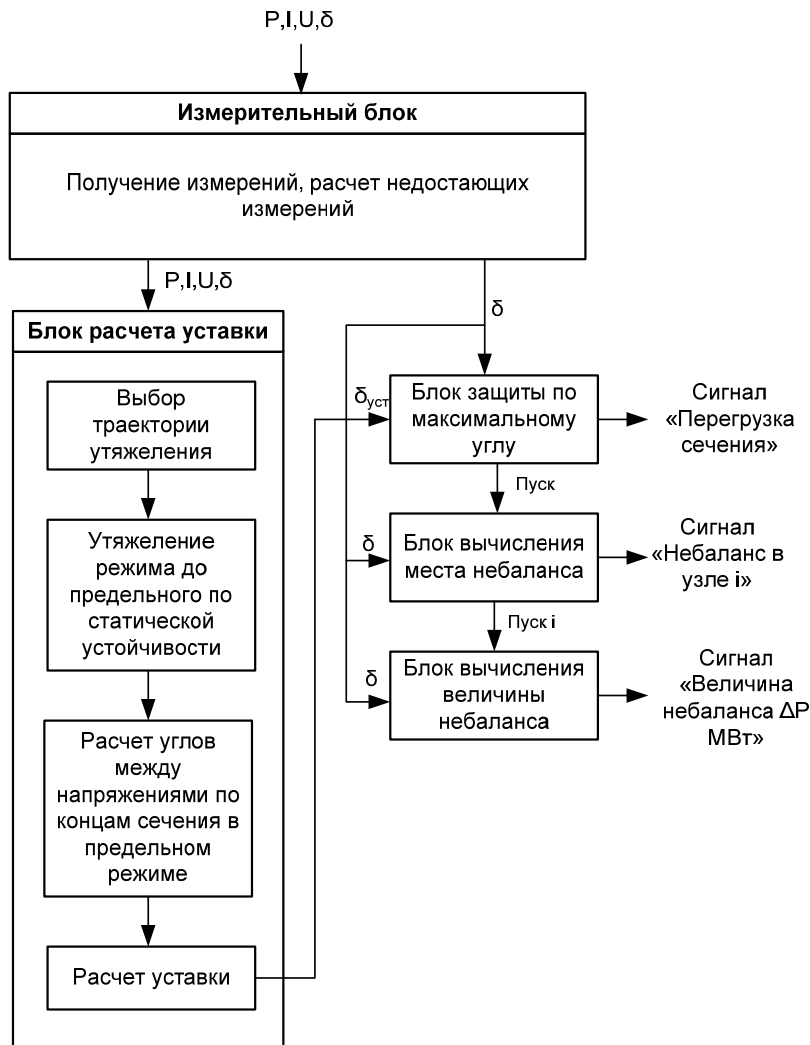 P,I,U,δ
Измерительный блок
Получение измерений, расчет недостающих
измерений
P,I,U,δ
δ
Блок расчета уставки
Выбор
траектории
утяжеления
Утяжеление
режима до
предельного по
статической
устойчивости
Расчет углов
между
напряжениями по
концам сечения в
предельном
режиме
Расчет уставки
δуст
Блок защиты по
максимальному
углу
Сигнал
«Перегрузка
сечения»
Пуск
δ
Блок вычисления
места небаланса
Сигнал
«Небаланс в
узле i»
Пуск i
δ
Блок вычисления
величины
небаланса
Сигнал
«Величина
небаланса ΔP
МВт»